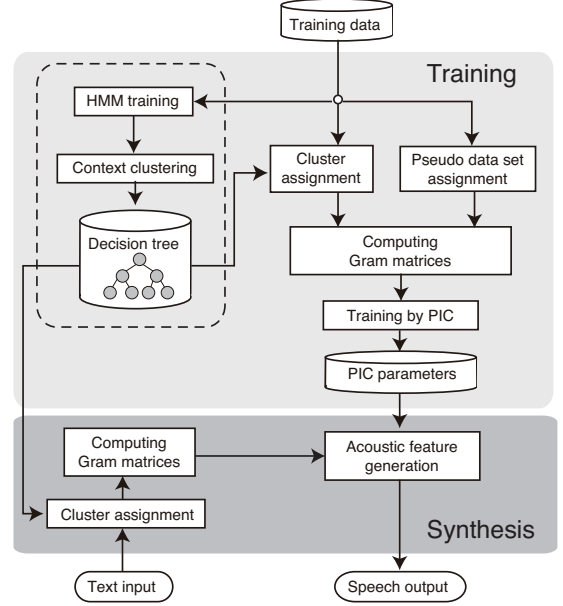 Training data
Training
HMM training
Context clustering
Cluster
assignment
Pseudo data set
assignment
Decision tree
Computing
Gram matrices
Training by PIC
PIC parameters
Computing
Gram matrices
Acoustic feature
generation
Cluster assignment
Synthesis
Text input
Speech output